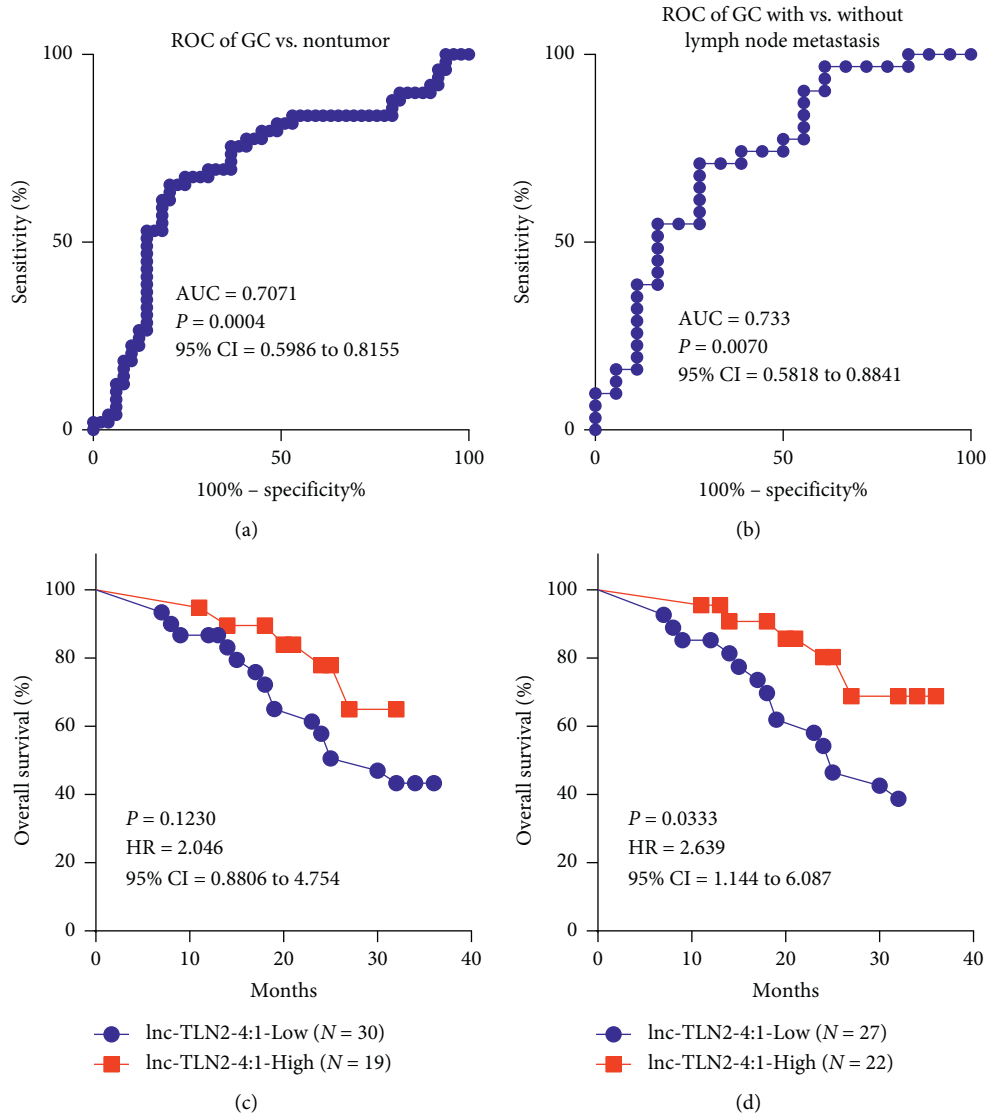 ROC of GC vs. nontumor
100
50
0
Sensitivity (%)
AUC = 0.7071
P = 0.0004
95% CI = 0.5986 to 0.8155
0 50 100
100% – specificity%
(a)
ROC of GC with vs. without
lymph node metastasis
100
50
0
Sensitivity (%)
AUC = 0.733
P = 0.0070
95% CI = 0.5818 to 0.8841
0 50 100
100% – specificity%
(b)
100
80
60
40
20
0
Overall survival (%)
P = 0.1230
HR = 2.046
95% CI = 0.8806 to 4.754
0 10 20 30 40
Months
lnc-TLN2-4:1-Low (N = 30)
lnc-TLN2-4:1-High (N = 19)
(c)
100
80
60
40
20
0
Overall survival (%)
P = 0.0333
HR = 2.639
95% CI = 1.144 to 6.087
0 10 20 30 40
Months
lnc-TLN2-4:1-Low (N = 27)
lnc-TLN2-4:1-High (N = 22)
(d)